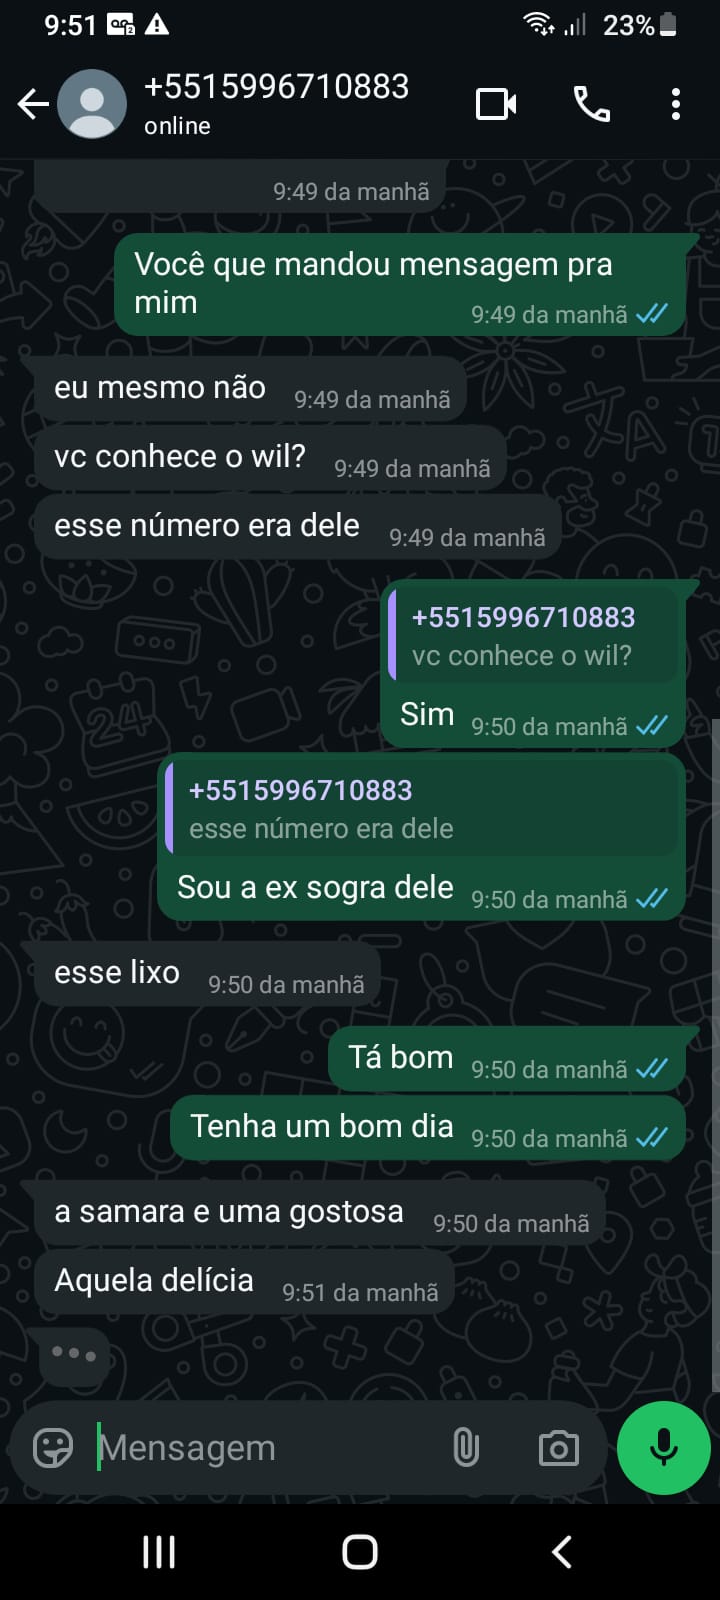 9:51
23%
+5515996710883
online
9:49 da manhã
Você que mandou mensagem pra
mim
9:49 da manhã
eu mesmo não 9:49 da manhã
vc conhece o wil? 9:49 da manhã
esse número era dele 9:49 da manhã
+5515996710883
vc conhece o wil?
Sim 9:50 da manhã
+5515996710883
esse número era dele
Sou a ex sogra dele 9:50 da manhã
esse lixo 9:50 da manhã
Tá bom 9:50 da manhã
Tenha um bom dia 9:50 da manhã
a samara e uma gostosa 9:50 da manhã
Aquela delícia 9:51 da manhã
Mensagem